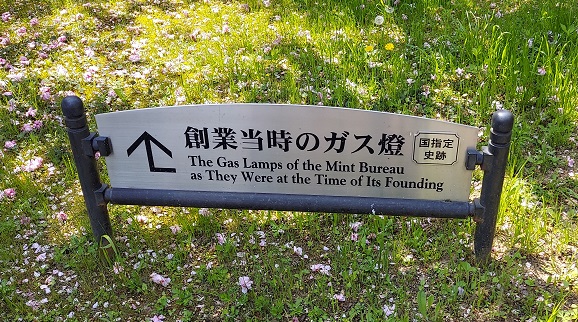 創業当時のガス燈
The Gas Lamps of the Mint Bureau
as They Were at the Time of Its Founding
国指定
史跡